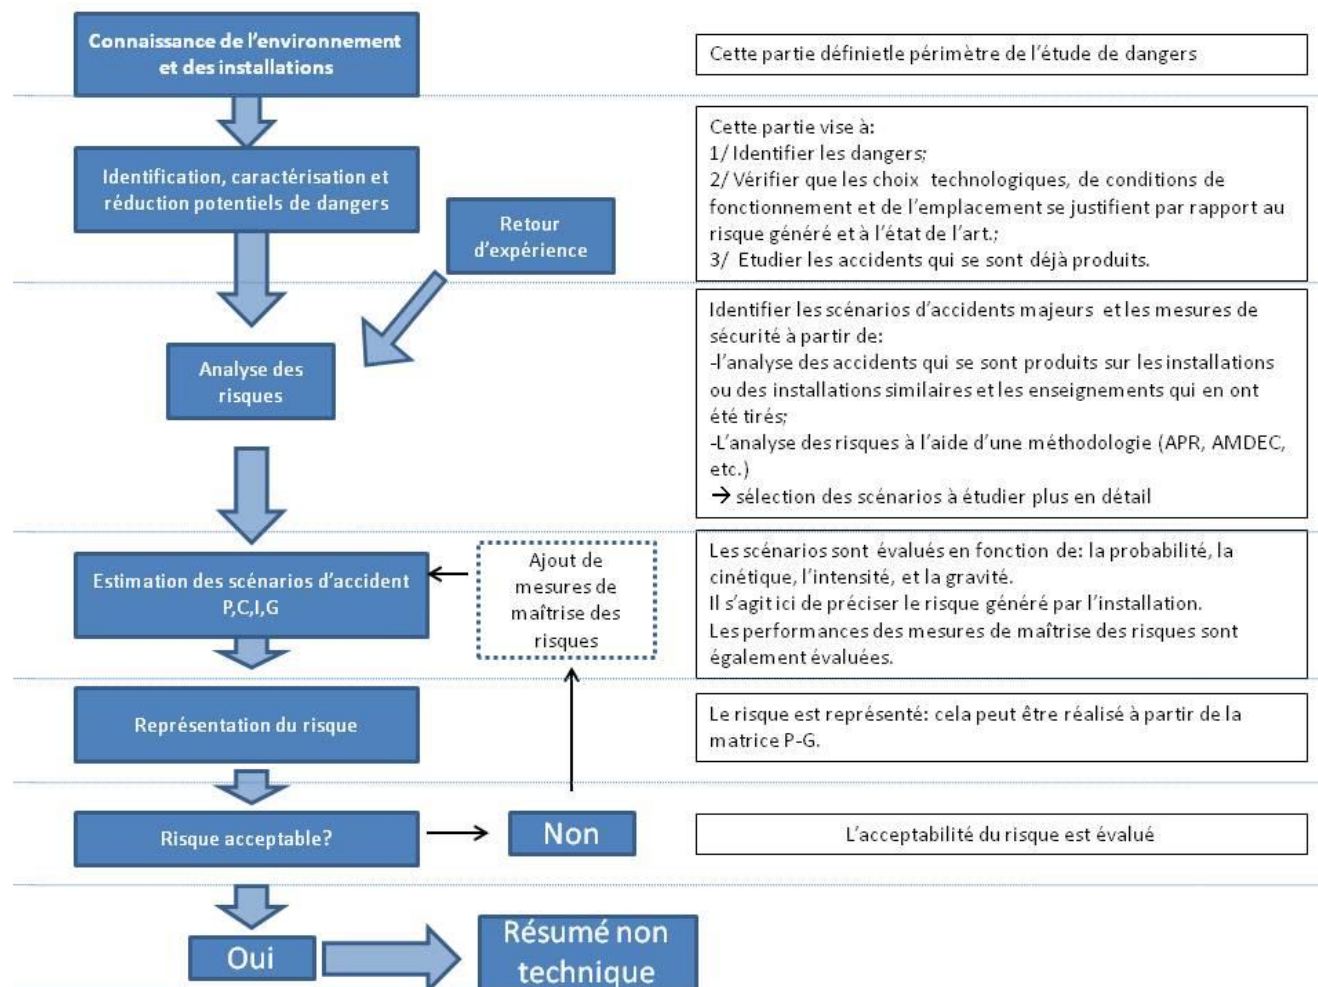 Connaissance de l'environnement
et des installations
Cette partie définietle périmètre de l'étude de dangers
Identification, caractérisation et
réduction potentiels de dangers
Retour
d'expérience
Cette partie vise à:
1/ Identifier les dangers;
2/ Vérifier que les choix technologiques, de conditions de
fonctionnement et de l'emplacement se justifient par rapport au
risque généré et à l'état de l'art.;
3/ Etudier les accidents qui se sont déjà produits.
Analyse des
risques
Identifier les scénarios d'accidents majeurs et les mesures de
sécurité à partir de:
-l'analyse des accidents qui se sont produits sur les installations
ou des installations similaires et les enseignements qui en ont
été tirés;
-L'analyse des risques à l'aide d'une méthodologie (APR, AMDEC,
etc.)
→ sélection des scénarios à étudier plus en détail
Estimation des scénarios d'accident
P,C,I,G
Ajout de
mesures de
maîtrise des
risques
Les scénarios sont évalués en fonction de: la probabilité, la
cinétique, l'intensité, et la gravité.
Il s'agit ici de préciser le risque généré par l'installation.
Les performances des mesures de maîtrise des risques sont
également évaluées.
Représentation du risque
Le risque est représenté: cela peut être réalisé à partir de la
matrice P-G.
Risque acceptable?
Non
L'acceptabilité du risque est évalué
Oui
Résumé non
technique